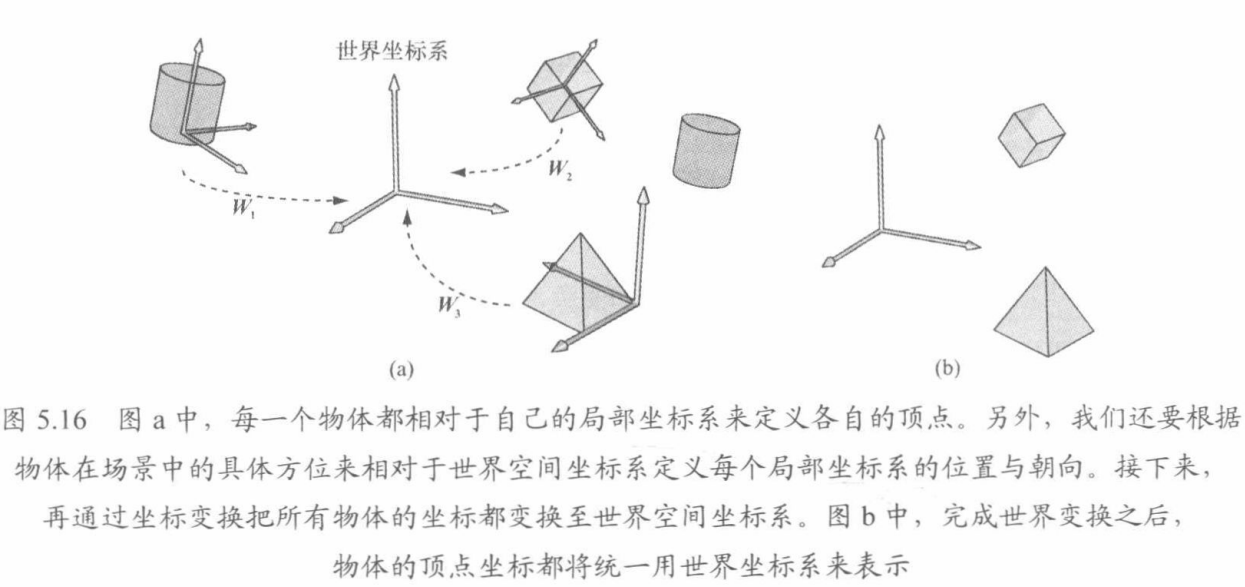 世界坐标系
W₁
W₂
W₃
(a)
(b)
图 5.16 图 a 中，每一个物体都相对于自己的局部坐标系来定义各自的顶点。另外，我们还要根据
物体在场景中的具体方位来相对于世界空间坐标系定义每个局部坐标系的位置与朝向。接下来，
再通过坐标变换把所有物体的坐标都变换至世界空间坐标系。图 b 中，完成世界变换之后，
物体的顶点坐标都将统一用世界坐标系来表示